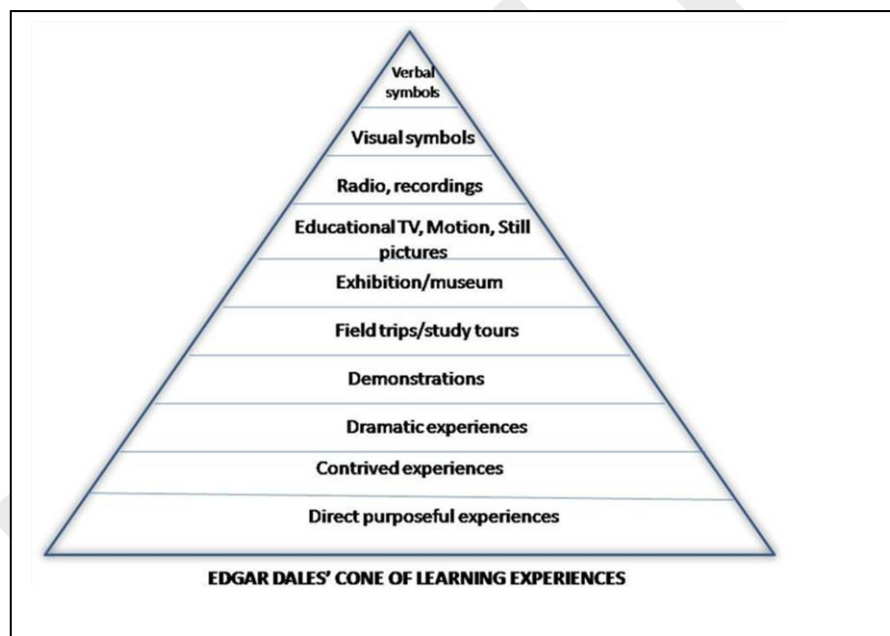 Verbal
symbols
Visual symbols
Radio, recordings
Educational TV, Motion, Still
pictures
Exhibition/museum
Field trips/study tours
Demonstrations
Dramatic experiences
Contrived experiences
Direct purposeful experiences
EDGAR DALES' CONE OF LEARNING EXPERIENCES